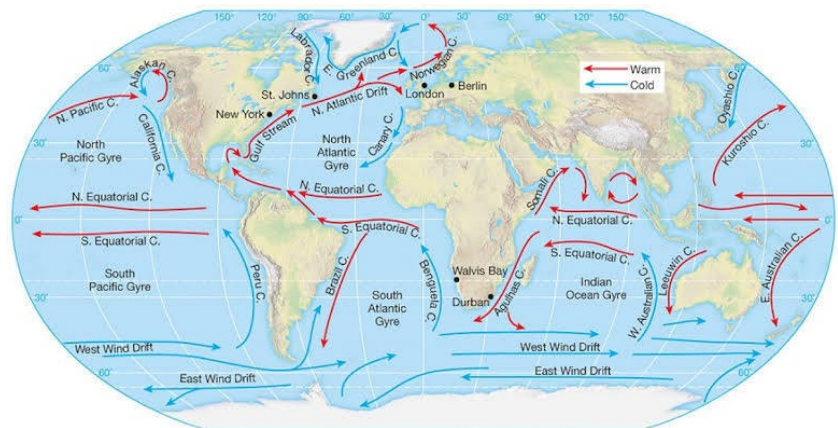 180°
150°
120°
90°
60°
30°
0°
30°
60°
90°
120°
150°
Labrador C.
E. Greenland C.
Norwegian C.
Alaskan C.
60°
60°
Warm
Cold
St. Johns
London
Berlin
N. Pacific C.
New York
N. Atlantic Drift
Oyashio C.
California C.
Gulf Stream
Kuroshio C.
North
Pacific Gyre
North
Atlantic
Gyre
Canary C.
30°
30°
Somali C.
N. Equatorial C.
N. Equatorial C.
N. Equatorial C.
0°
0°
S. Equatorial C.
S. Equatorial C.
S. Equatorial C.
South
Pacific Gyre
Peru C.
Brazil C.
South
Atlantic
Gyre
Benguela C.
Walvis Bay
Durban
Agulhas C.
Indian
Ocean Gyre
W. Australian C.
Leeuwin C.
E. Australian C.
30°
30°
West Wind Drift
West Wind Drift
East Wind Drift
East Wind Drift
60°
60°